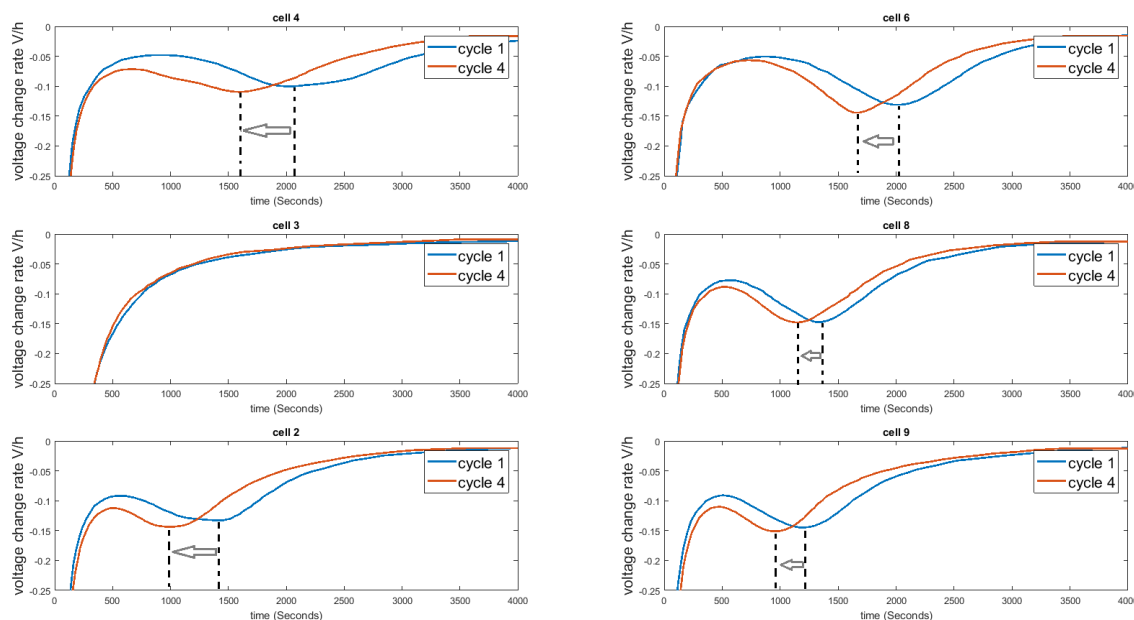 cell 4
voltage change rate V/h
0
-0.05
-0.1
-0.15
-0.2
-0.25
0 500 1000 1500 2000 2500 3000 3500 4000
time (Seconds)
cycle 1
cycle 4
cell 6
voltage change rate V/h
0
-0.05
-0.1
-0.15
-0.2
-0.25
0 500 1000 1500 2000 2500 3000 3500 4000
time (Seconds)
cycle 1
cycle 4
cell 3
voltage change rate V/h
0
-0.05
-0.1
-0.15
-0.2
-0.25
0 500 1000 1500 2000 2500 3000 3500 4000
time (Seconds)
cycle 1
cycle 4
cell 8
voltage change rate V/h
0
-0.05
-0.1
-0.15
-0.2
-0.25
0 500 1000 1500 2000 2500 3000 3500 4000
time (Seconds)
cycle 1
cycle 4
cell 2
voltage change rate V/h
0
-0.05
-0.1
-0.15
-0.2
-0.25
0 500 1000 1500 2000 2500 3000 3500 4000
time (Seconds)
cycle 1
cycle 4
cell 9
voltage change rate V/h
0
-0.05
-0.1
-0.15
-0.2
-0.25
0 500 1000 1500 2000 2500 3000 3500 4000
time (Seconds)
cycle 1
cycle 4